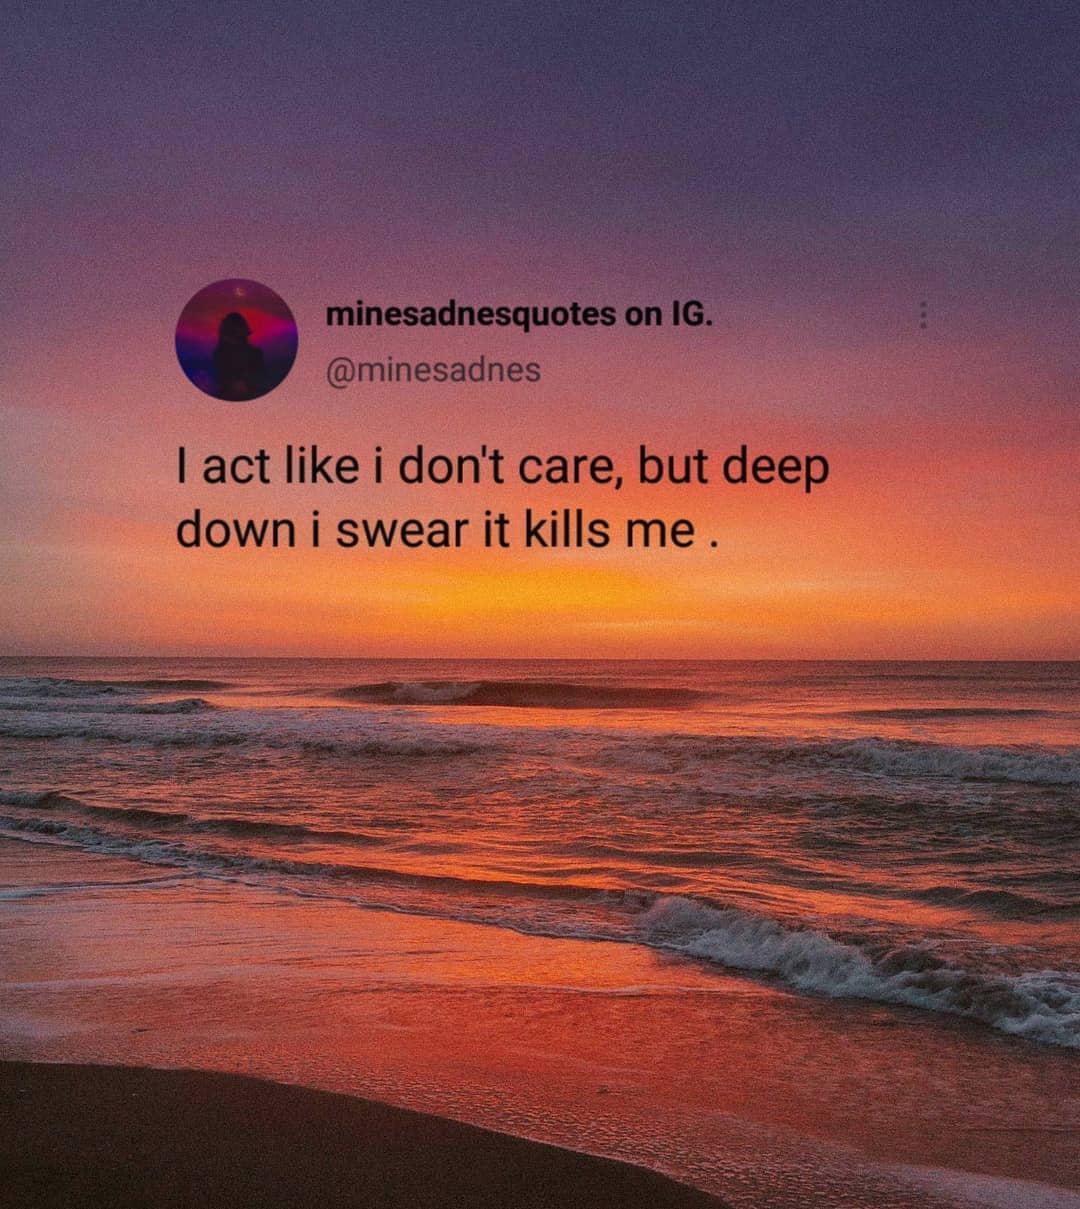 minesadnesquotes on IG.
@minesadnes
I act like i don't care, but deep
down i swear it kills me .